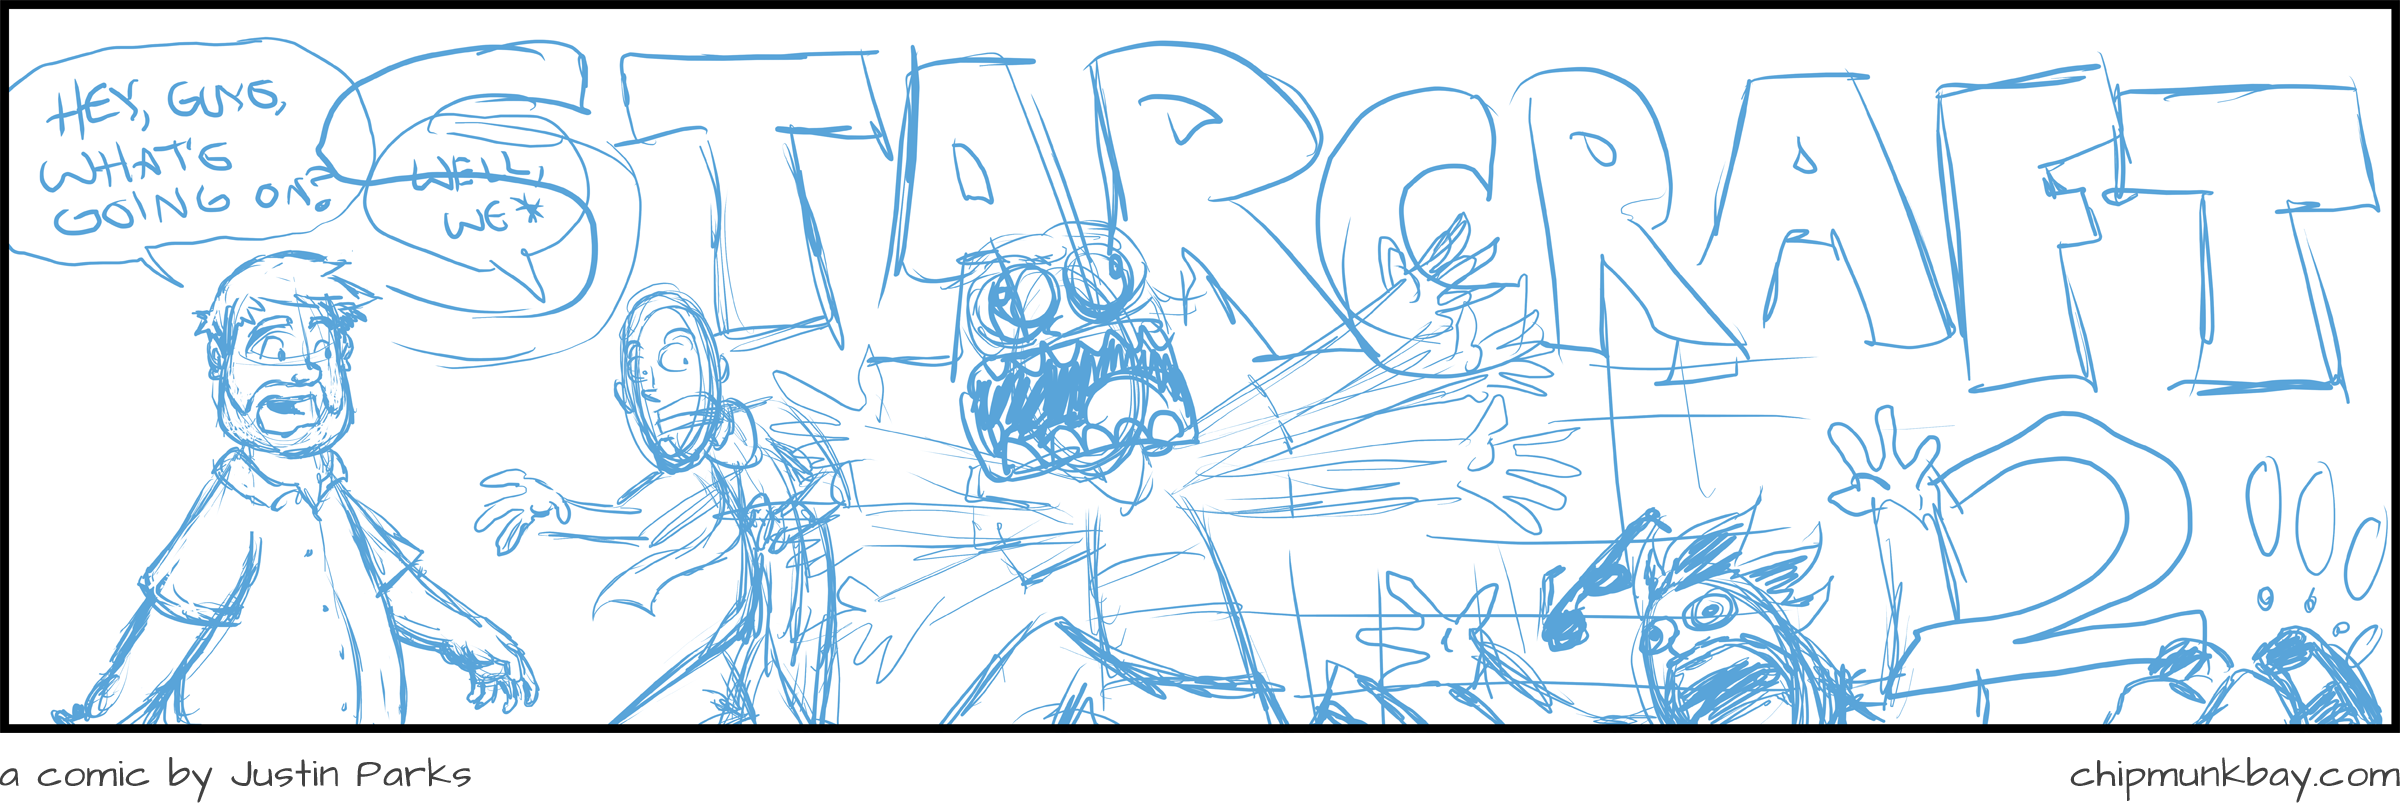 HEY, GUYS,
WHAT'S
GOING ON?
WELL,
WE*
STARCRAFT
2!!!
a comic by Justin Parks
chipmunkbay.com